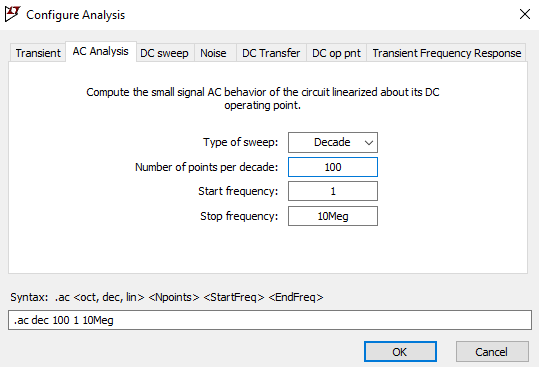 Configure Analysis
Transient AC Analysis DC sweep Noise DC Transfer DC op pnt Transient Frequency Response
Compute the small signal AC behavior of the circuit linearized about its DC
operating point.
Type of sweep: Decade
Number of points per decade: 100
Start frequency: 1
Stop frequency: 10Meg
Syntax: .ac <oct, dec, lin> <Npoints> <StartFreq> <EndFreq>
.ac dec 100 1 10Meg
OK Cancel